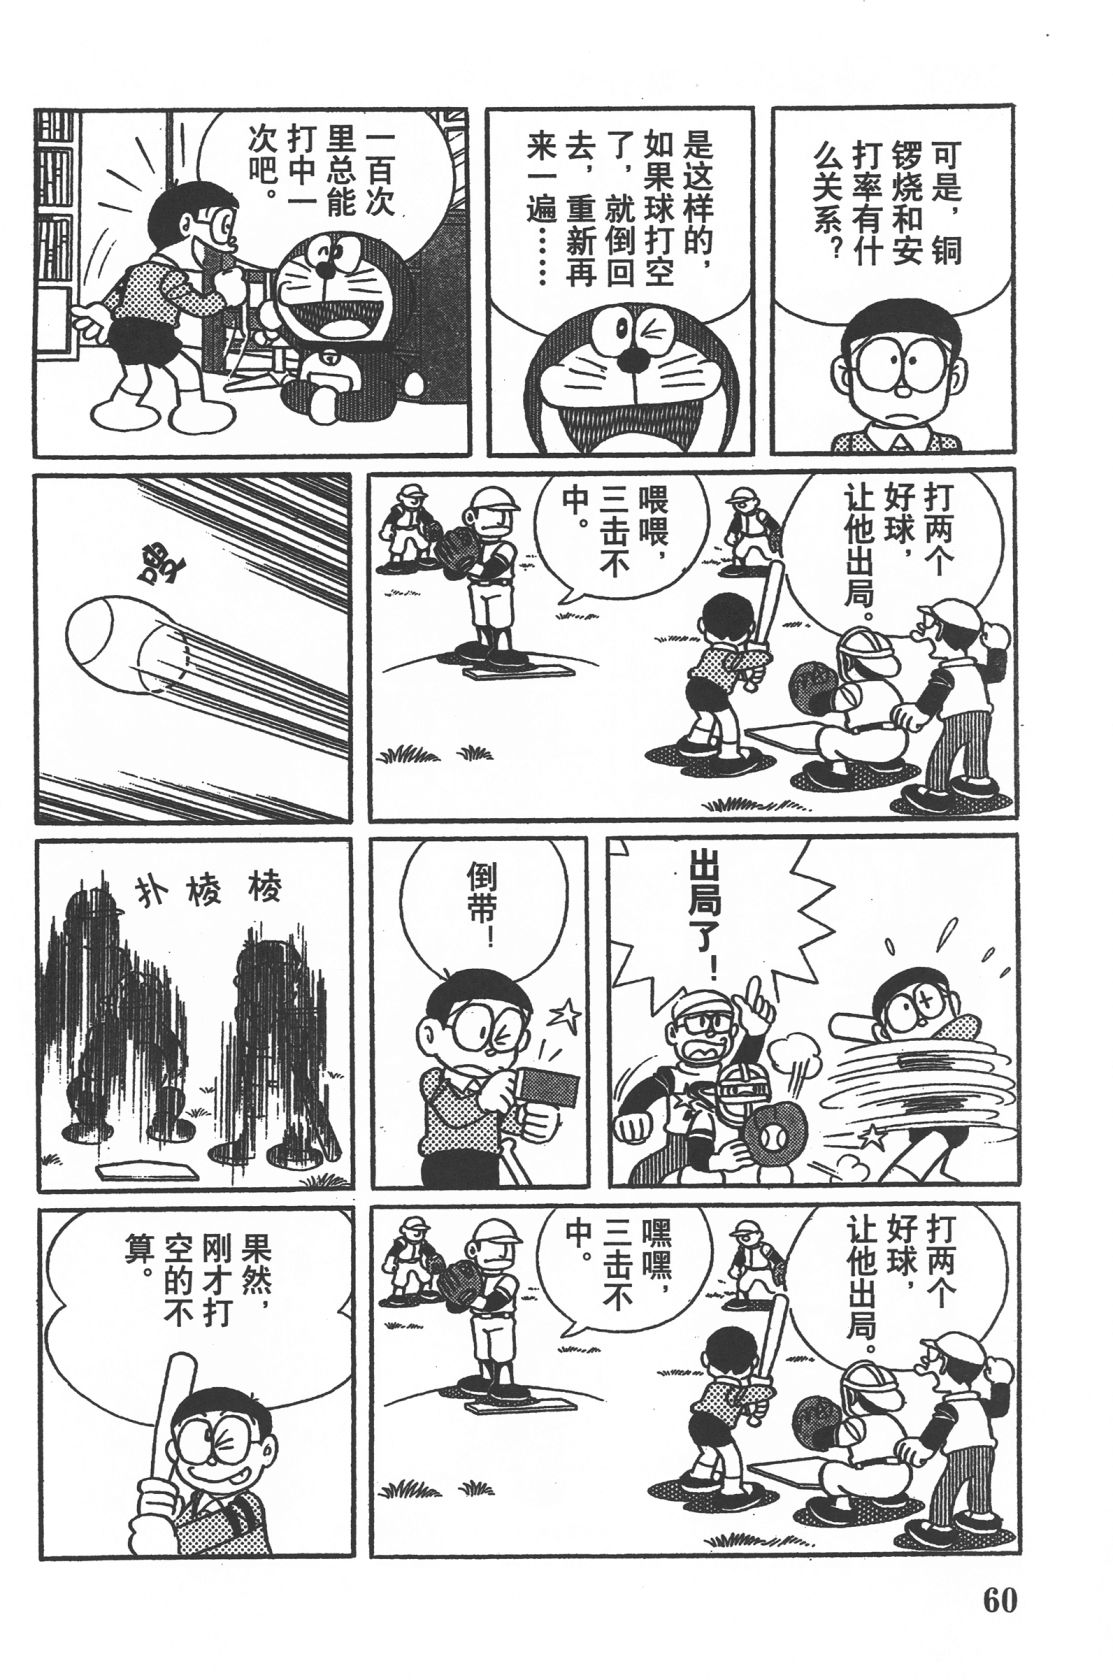 可是，铜
锣烧和安
打率有什
么关系？
是这样的，
如果球打空
了，就倒回
去，重新再
来一遍……
一百次
里总能
打中一
次吧。
打两个
好球，
让他出局。
喂喂，
三击不
中。
嗖
出局了！
倒带！
扑棱棱
打两个
好球，
让他出局。
嘿嘿，
三击不
中。
果然，
刚才打
空的不
算。
60